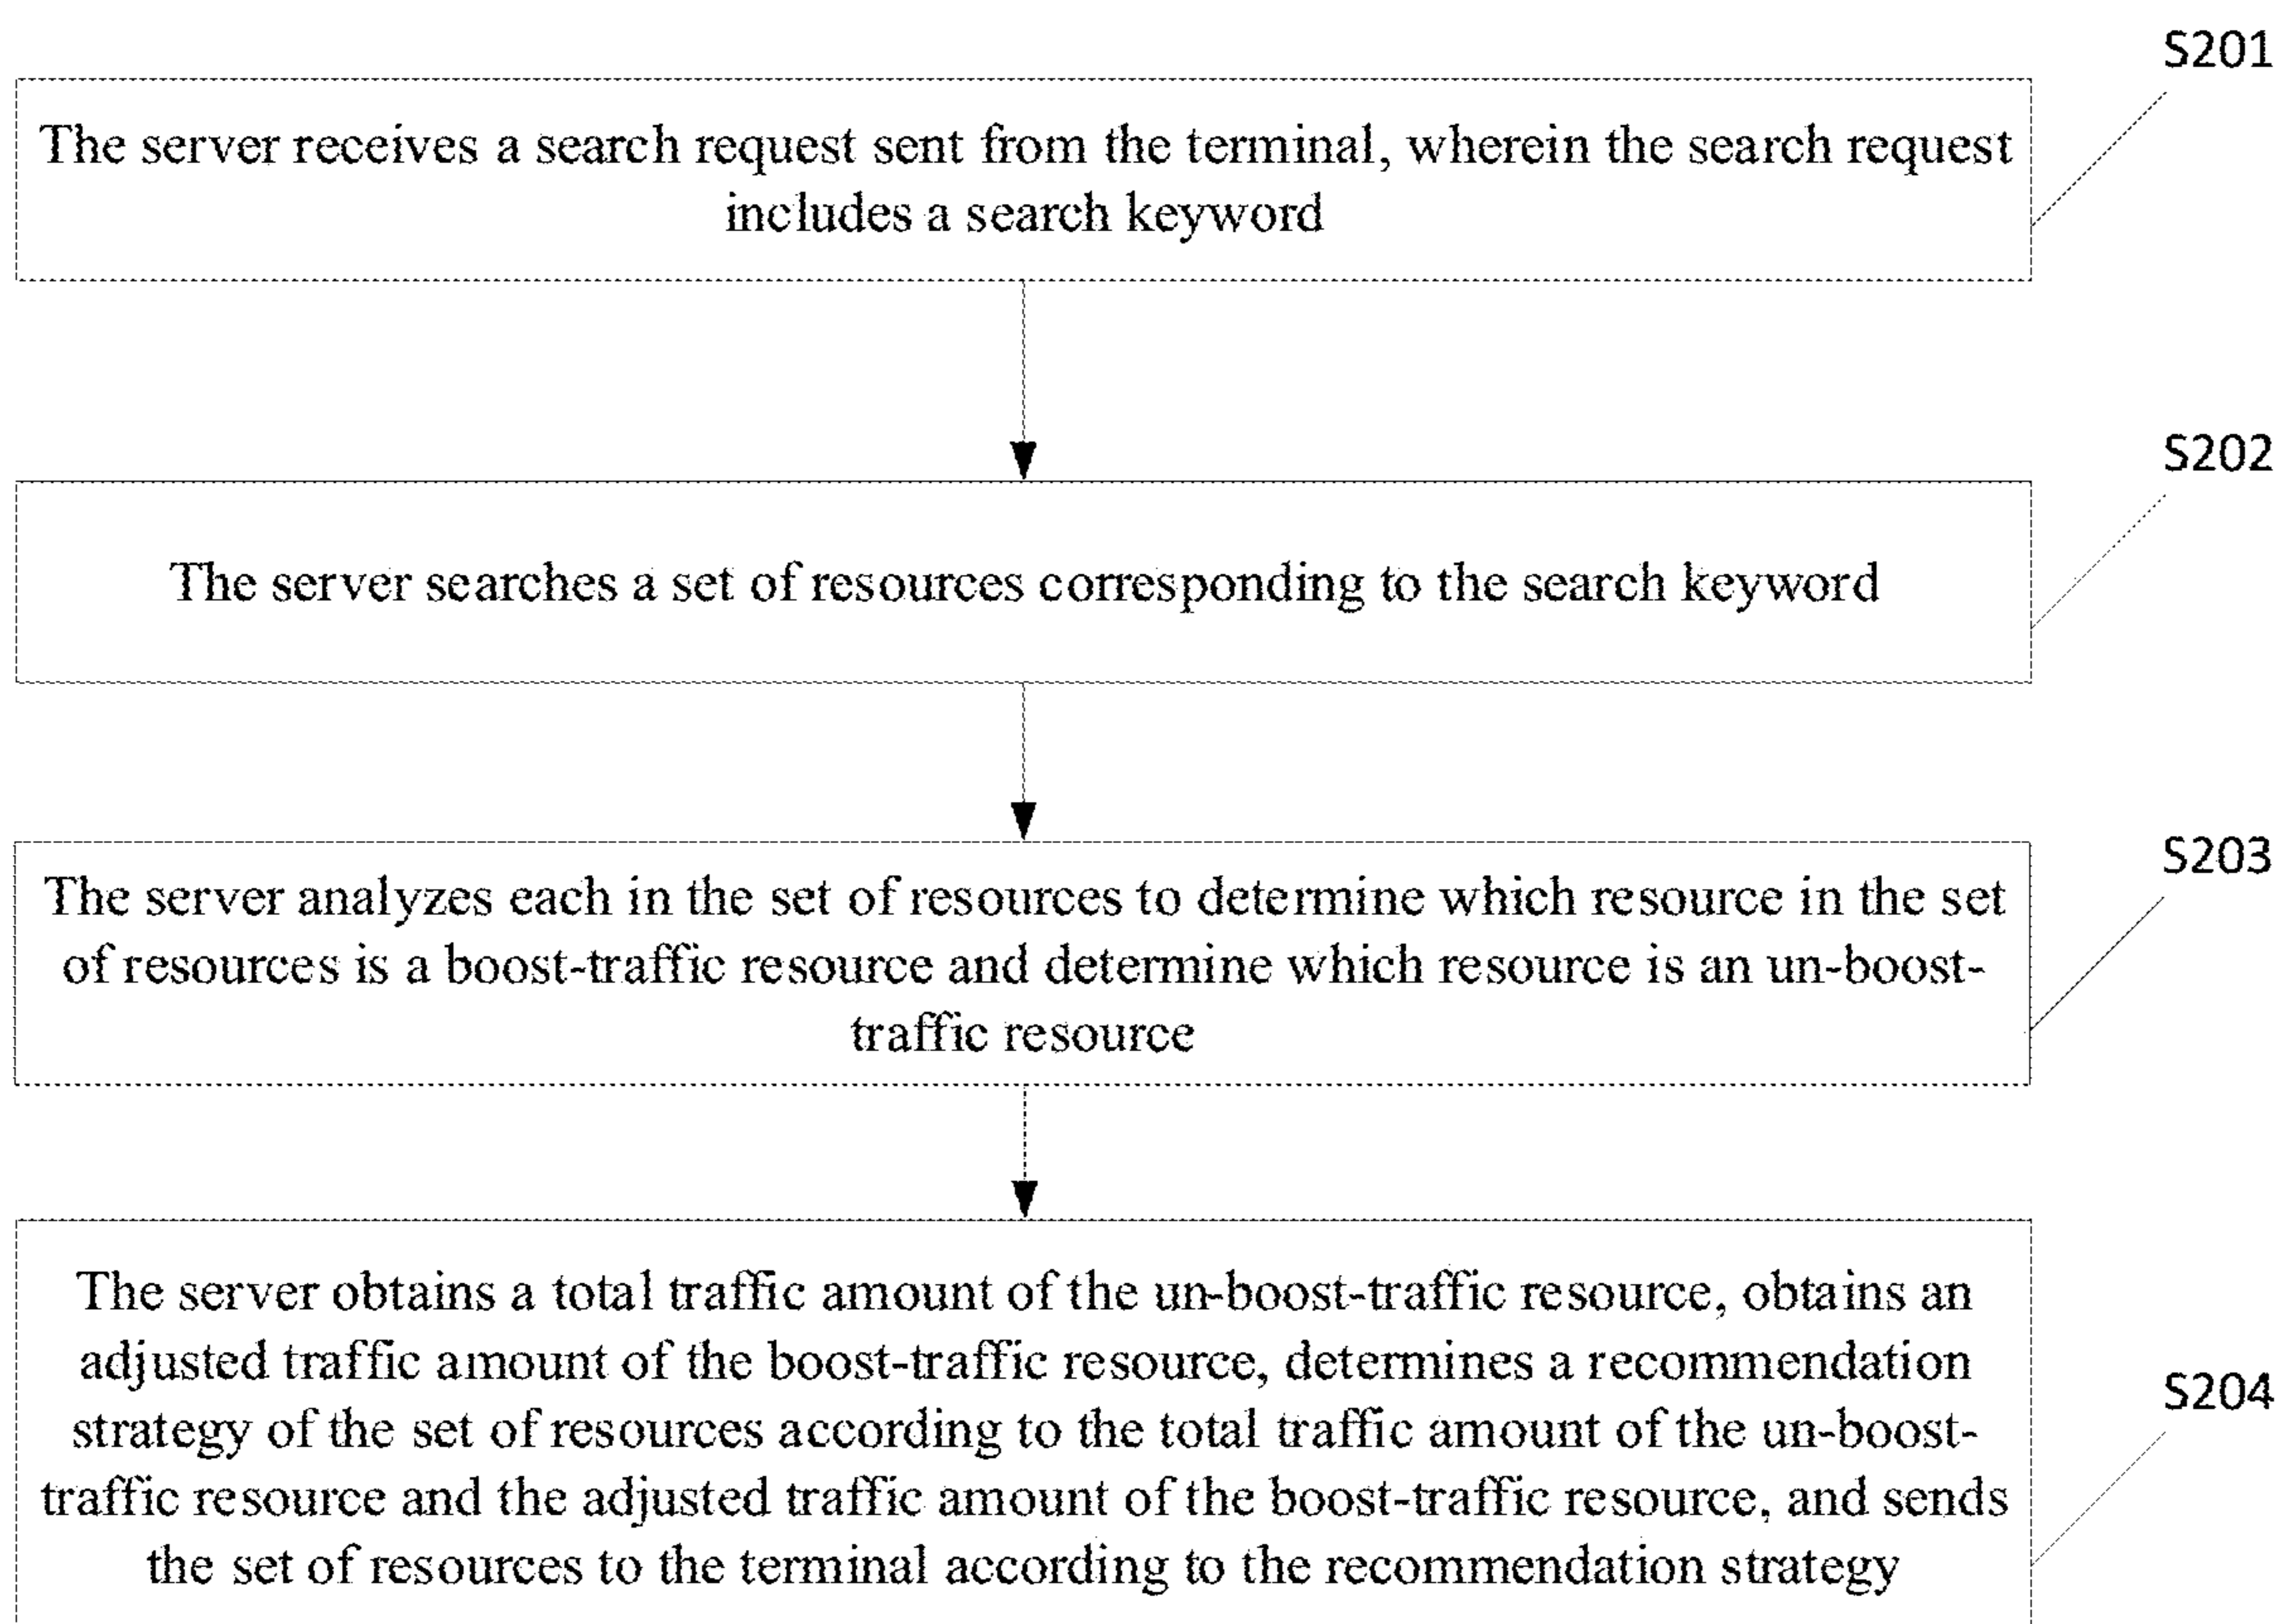 S201
The server receives a search request sent from the terminal, wherein the search request
includes a search keyword
S202
The server searches a set of resources corresponding to the search keyword
S203
The server analyzes each in the set of resources to determine which resource in the set
of resources is a boost-traffic resource and determine which resource is an un-boost-
traffic resource
The server obtains a total traffic amount of the un-boost-traffic resource, obtains an
adjusted traffic amount of the boost-traffic resource, determines a recommendation
strategy of the set of resources according to the total traffic amount of the un-boost-
traffic resource and the adjusted traffic amount of the boost-traffic resource, and sends
the set of resources to the terminal according to the recommendation strategy
S204